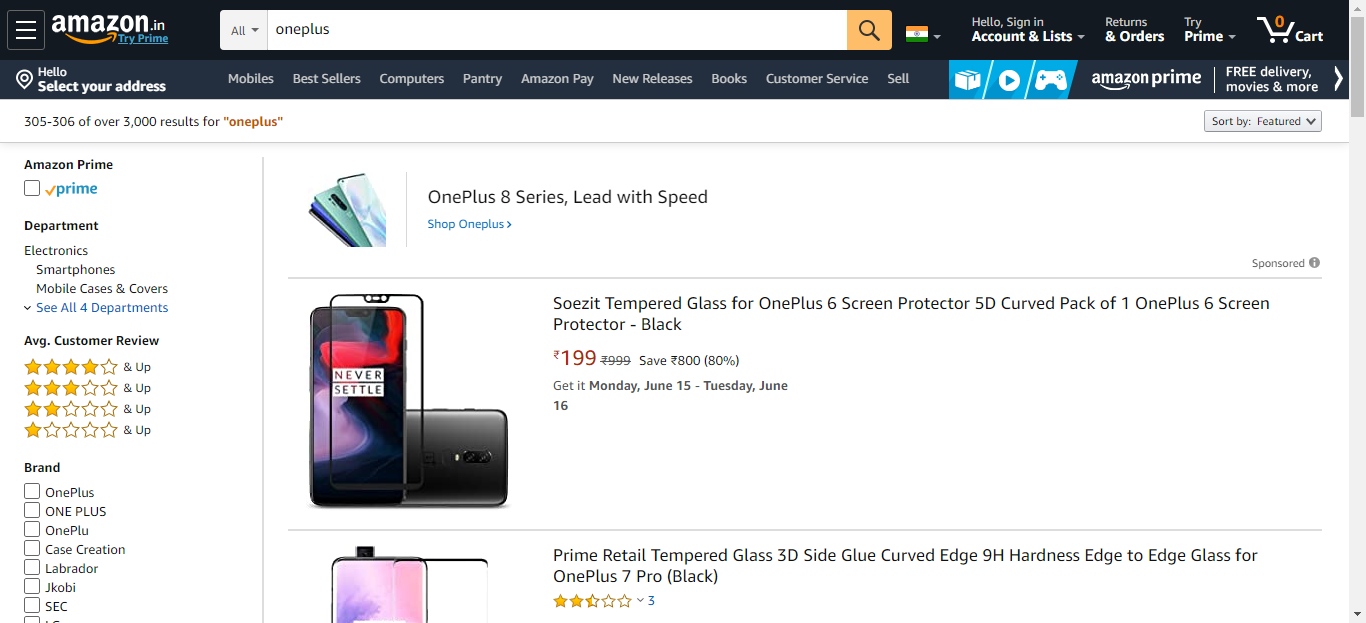 amazon.in
Try Prime
All
oneplus
Hello, Sign in
Account & Lists
Returns
& Orders
Try
Prime
0
Cart
Hello
Select your address
Mobiles
Best Sellers
Computers
Pantry
Amazon Pay
New Releases
Books
Customer Service
Sell
amazon prime
FREE delivery,
movies & more
305-306 of over 3,000 results for "oneplus"
Sort by: Featured
Amazon Prime
prime
Department
Electronics
Smartphones
Mobile Cases & Covers
See All 4 Departments
Avg. Customer Review
& Up
& Up
& Up
& Up
Brand
OnePlus
ONE PLUS
OnePlu
Case Creation
Labrador
Jkobi
SEC
OnePlus 8 Series, Lead with Speed
Shop Oneplus
Sponsored
NEVER
SETTLE
Soezit Tempered Glass for OnePlus 6 Screen Protector 5D Curved Pack of 1 OnePlus 6 Screen
Protector - Black
₹199 ₹999 Save ₹800 (80%)
Get it Monday, June 15 - Tuesday, June
16
Prime Retail Tempered Glass 3D Side Glue Curved Edge 9H Hardness Edge to Edge Glass for
OnePlus 7 Pro (Black)
3